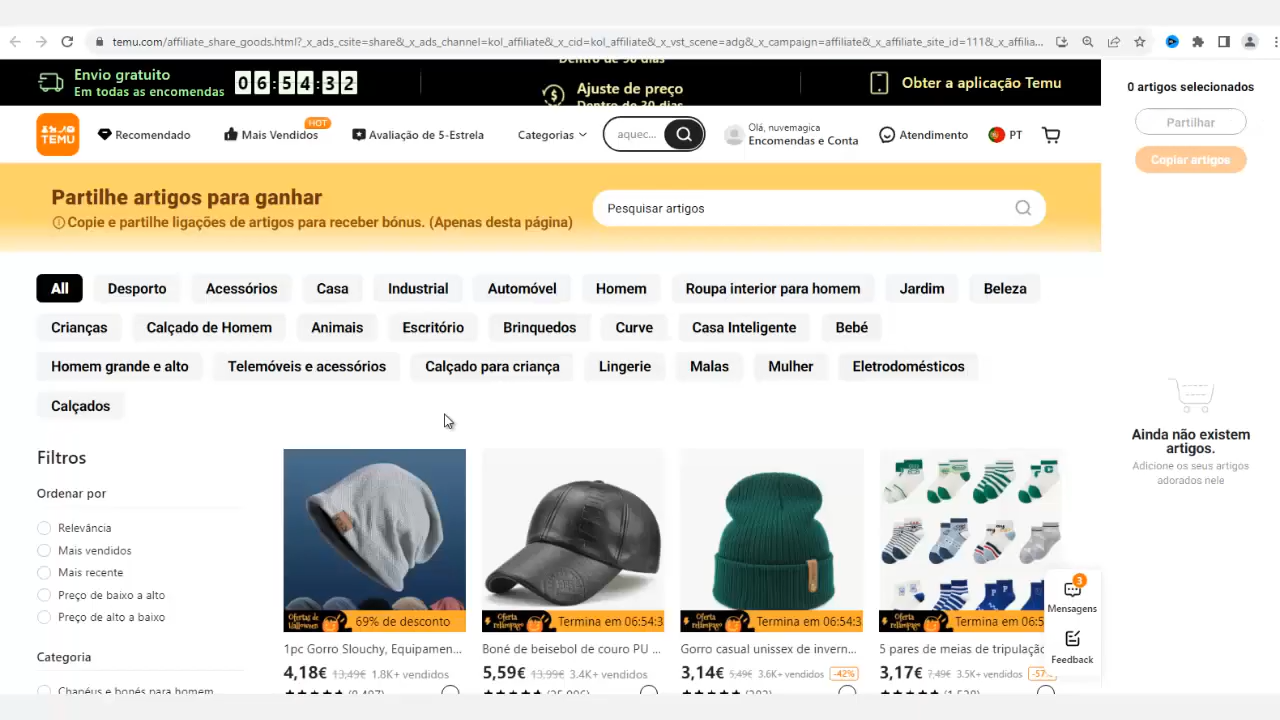 temu.com/affiliate_share_goods.html?_x_ads_csite=share&_x_ads_channel=kol_affiliate&_x_cid=kol_affiliate&_x_vst_scene=adg&_x_campaign=affiliate&_x_affiliate_site_id=111&_x_affilia...
Envio gratuito
Em todas as encomendas
06:54:32
Dentro de 30 dias
Ajuste de preço
Dentro de 30 dias
Obter a aplicação Temu
0 artigos selecionados
Partilhar
Copiar artigos
TEMU
Recomendado
Mais Vendidos
HOT
Avaliação de 5-Estrela
Categorias
aquec...
Olá, nuvemagica
Encomendas e Conta
Atendimento
PT
Partilhe artigos para ganhar
Copie e partilhe ligações de artigos para receber bónus. (Apenas desta página)
Pesquisar artigos
All Desporto Acessórios Casa Industrial Automóvel Homem Roupa interior para homem Jardim Beleza
Crianças Calçado de Homem Animais Escritório Brinquedos Curve Casa Inteligente Bebé
Homem grande e alto Telemóveis e acessórios Calçado para criança Lingerie Malas Mulher Eletrodomésticos
Calçados
Ainda não existem
artigos.
Adicione os seus artigos
adorados nele
Filtros
Ordenar por
Relevância
Mais vendidos
Mais recente
Preço de baixo a alto
Preço de alto a baixo
Categoria
Chapéus e bonés para homem
Ofertas de
Halloween
69% de desconto
1pc Gorro Slouchy, Equipamen...
4,18€ 13,49€ 1.8K+ vendidos
Oferta
relâmpago
Termina em 06:54:3
Boné de beisebol de couro PU ...
5,59€ 13,99€ 3.4K+ vendidos
Oferta
relâmpago
Termina em 06:54:3
Gorro casual unissex de invern...
3,14€ 5,49€ 3.6K+ vendidos -42%
Oferta
relâmpago
Termina em 06:5
5 pares de meias de tripulação
3,17€ 7,49€ 3.5K+ vendidos -57%
3
Mensagens
Feedback